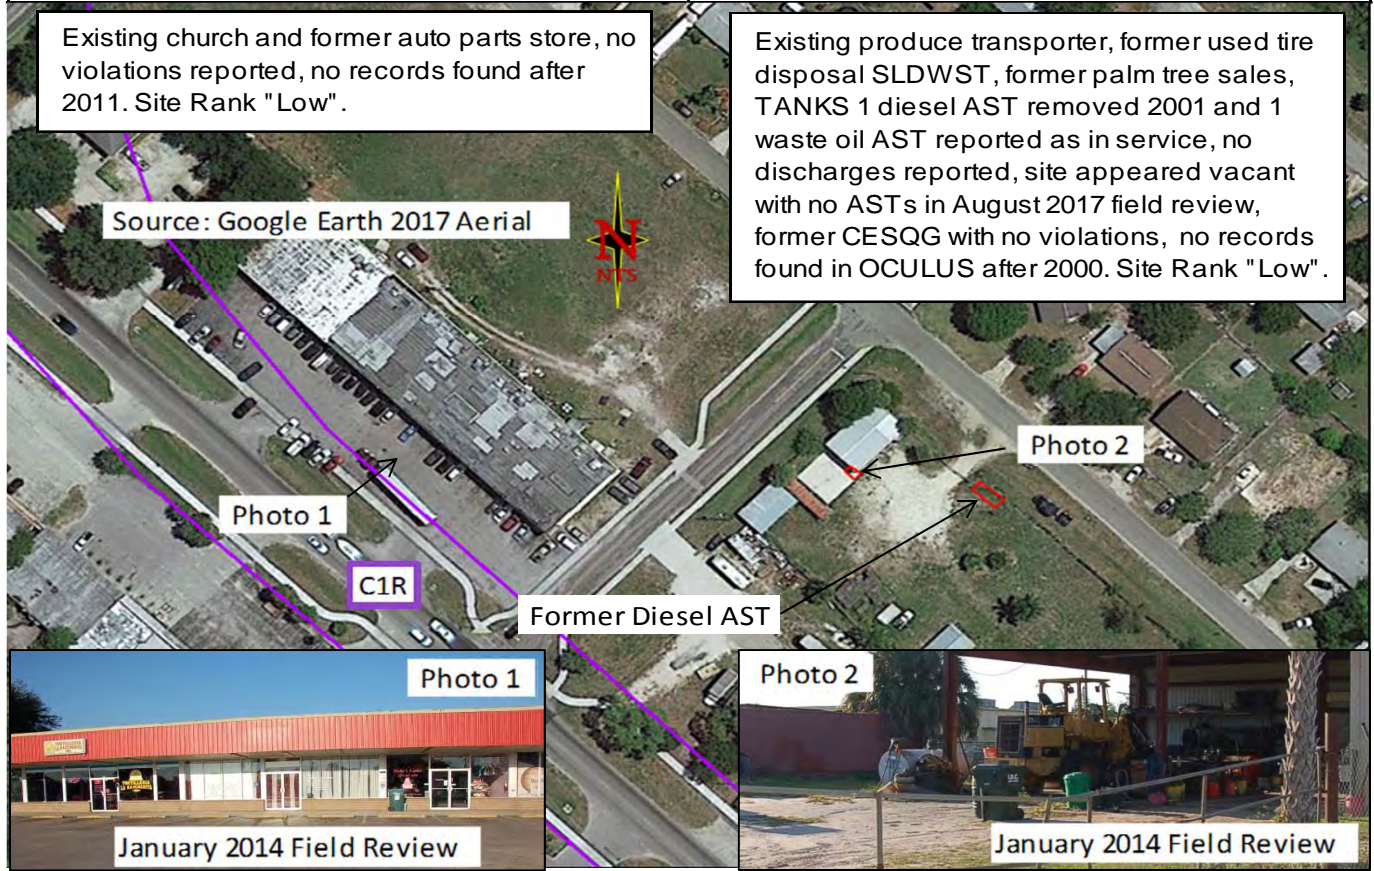 Existing church and former auto parts store, no
violations reported, no records found after
2011. Site Rank "Low".
Existing produce transporter, former used tire
disposal SLDWST, former palm tree sales,
TANKS 1 diesel AST removed 2001 and 1
waste oil AST reported as in service, no
discharges reported, site appeared vacant
with no ASTs in August 2017 field review,
former CESQG with no violations, no records
found in OCULUS after 2000. Site Rank "Low".
Source: Google Earth 2017 Aerial
N
NTS
Photo 2
Photo 1
C1R
Former Diesel AST
Photo 1
TORTILLERIA
TORTILLERIA
January 2014 Field Review
Photo 2
January 2014 Field Review